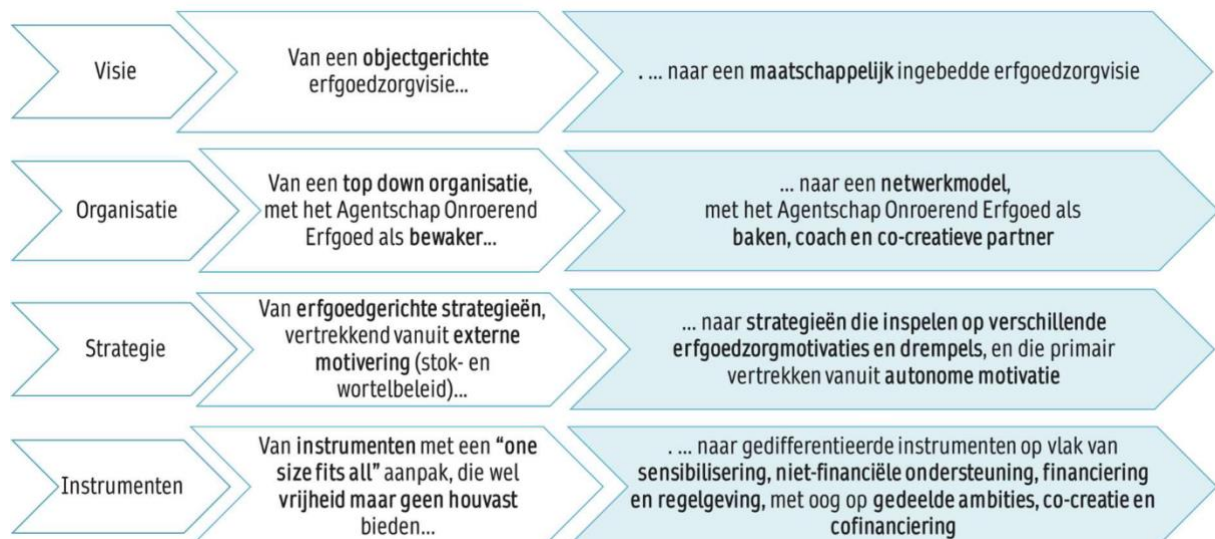 Visie
Van een objectgerichte
erfgoedzorgvisie...
. ... naar een maatschappelijk ingebedde erfgoedzorgvisie
Organisatie
Van een top down organisatie,
met het Agentschap Onroerend
Erfgoed als bewaker...
... naar een netwerkmodel,
met het Agentschap Onroerend Erfgoed als
baken, coach en co-creatieve partner
Strategie
Van erfgoedgerichte strategieën,
vertrekkend vanuit externe
motivering (stok- en
wortelbeleid)...
... naar strategieën die inspelen op verschillende
erfgoedzorgmotivaties en drempels, en die primair
vertrekken vanuit autonome motivatie
Instrumenten
Van instrumenten met een “one
size fits all” aanpak, die wel
vrijheid maar geen houvast
bieden...
. ... naar gedifferentieerde instrumenten op vlak van
sensibilisering, niet-financiële ondersteuning, financiering
en regelgeving, met oog op gedeelde ambities, co-creatie en
cofinanciering